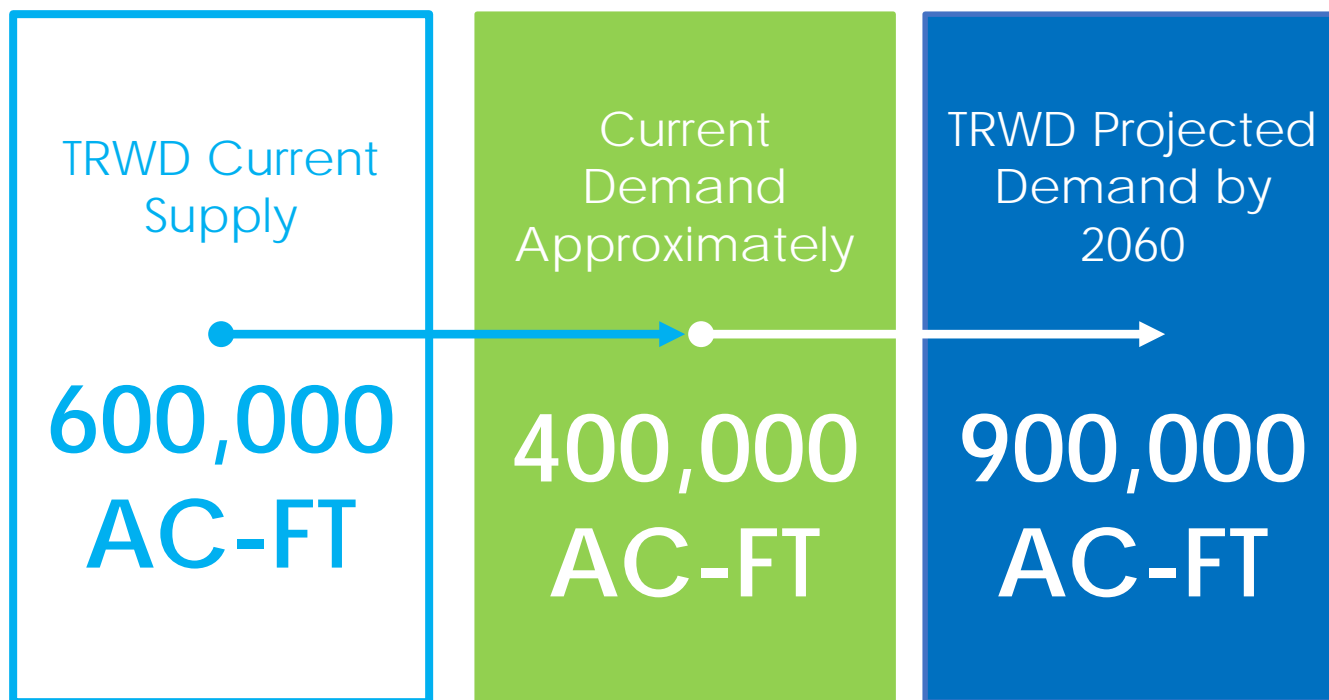 TRWD Current
Supply
600,000
AC-FT
Current
Demand
Approximately
400,000
AC-FT
TRWD Projected
Demand by
2060
900,000
AC-FT